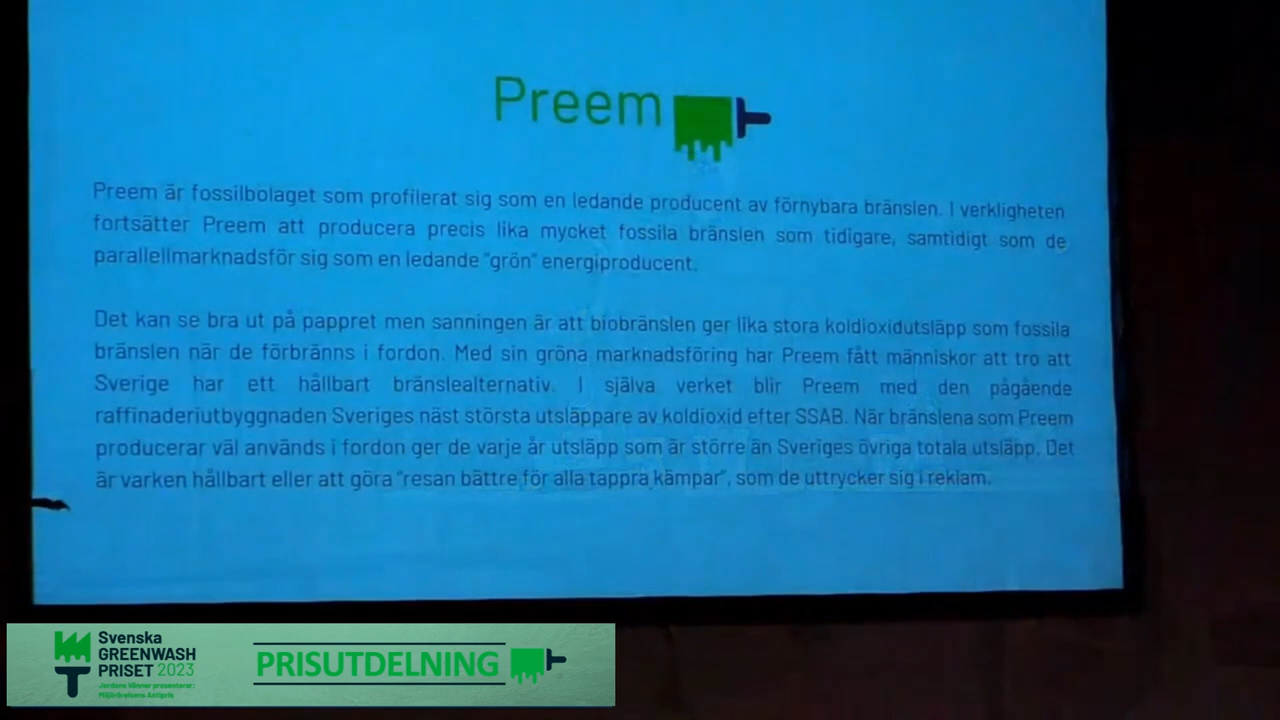 Preem
Preem är fossilbolaget som profilerat sig som en ledande producent av förnybara bränslen. I verkligheten
fortsätter Preem att producera precis lika mycket fossila bränslen som tidigare, samtidigt som de
parallellmarknadsför sig som en ledande "grön" energiproducent.
Det kan se bra ut på pappret men sanningen är att biobränslen ger lika stora koldioxidutsläpp som fossila
bränslen när de förbränns i fordon. Med sin gröna marknadsföring har Preem fått människor att tro att
Sverige har ett hållbart bränslealternativ. I själva verket blir Preem med den pågående
raffinaderiutbyggnaden Sveriges näst största utsläppare av koldioxid efter SSAB. När bränslena som Preem
producerar väl används i fordon ger de varje år utsläpp som är större än Sveriges övriga totala utsläpp. Det
är varken hållbart eller att göra "resan bättre för alla tappra kämpar", som de uttrycker sig i reklam.
Svenska
GREENWASH
PRISET 2023
Jordens Vänner presenterar:
Miljörörelsens Antipris
PRISUTDELNING